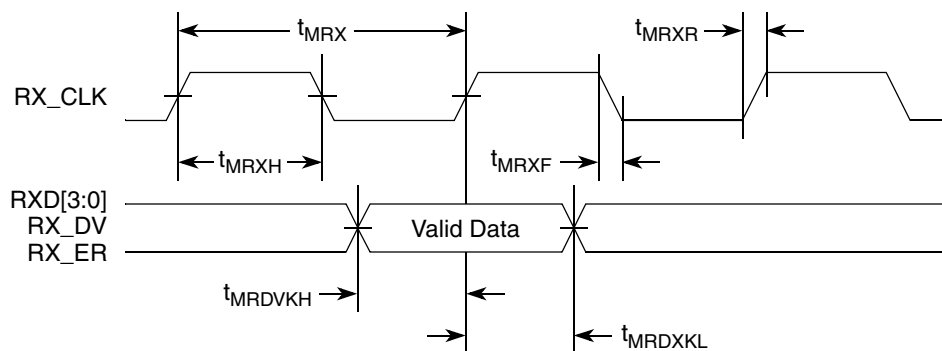 tMRX
tMRXR
RX_CLK
tMRXH
tMRXF
RXD[3:0]
RX_DV
RX_ER
Valid Data
tMRDVKH
tMRDXKL